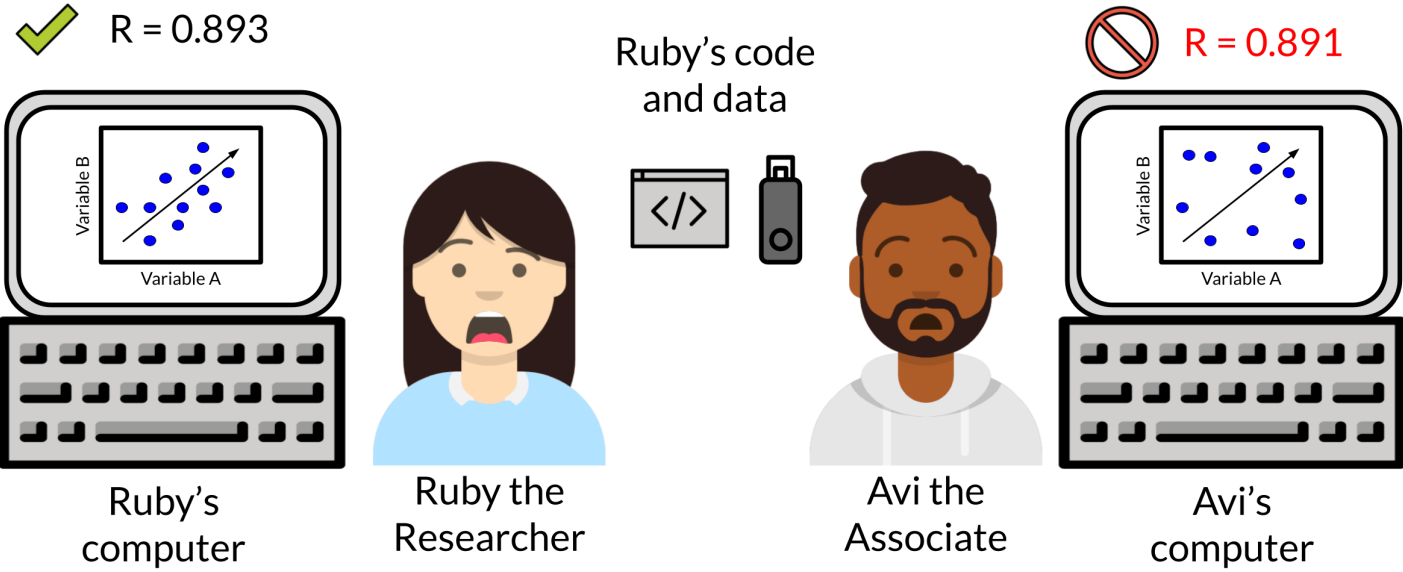 R = 0.893
Ruby’s code
and data
R = 0.891
Variable B
Variable A
</>
Variable B
Variable A
Ruby’s
computer
Ruby the
Researcher
Avi the
Associate
Avi’s
computer